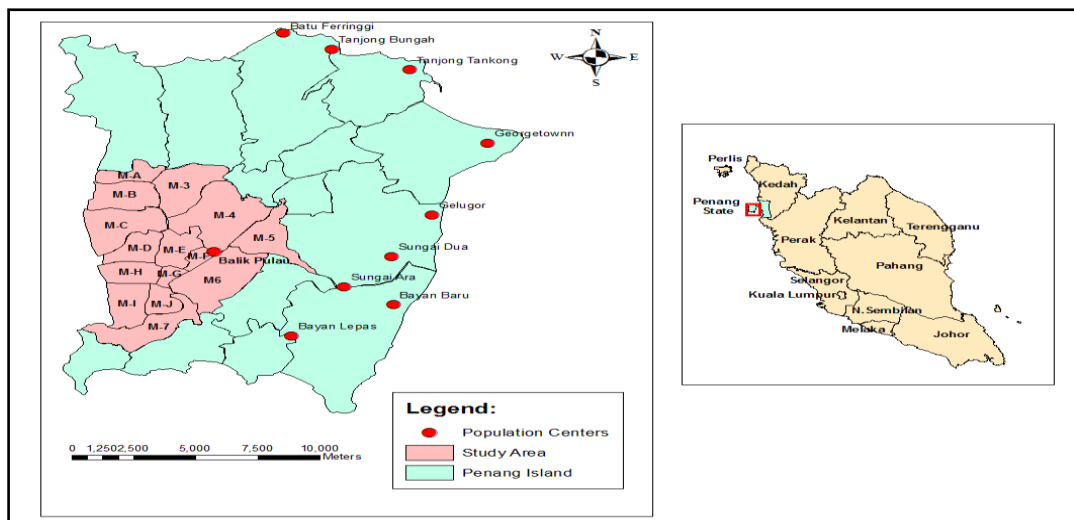 Batu Ferringgi
Tanjong Bungah
Tanjong Tankong
Georgetownn
Gelugor
Sungai Dua
Sungai Ara
Bayan Baru
Bayan Lepas
Balik Pulau
M-A
M-B
M-3
M-C
M-4
M-D
M-E
M-F
M-5
M-H
M-G
M6
M-I
M-J
M-7
N
W E
S
Legend:
Population Centers
Study Area
Penang Island
0 1,250 2,500 5,000 7,500 10,000
Meters
Perlis
Kedah
Penang
State
Kelantan
Terengganu
Perak
Pahang
Selangor
Kuala Lumpur
N.Sembilan
Melaka
Johor